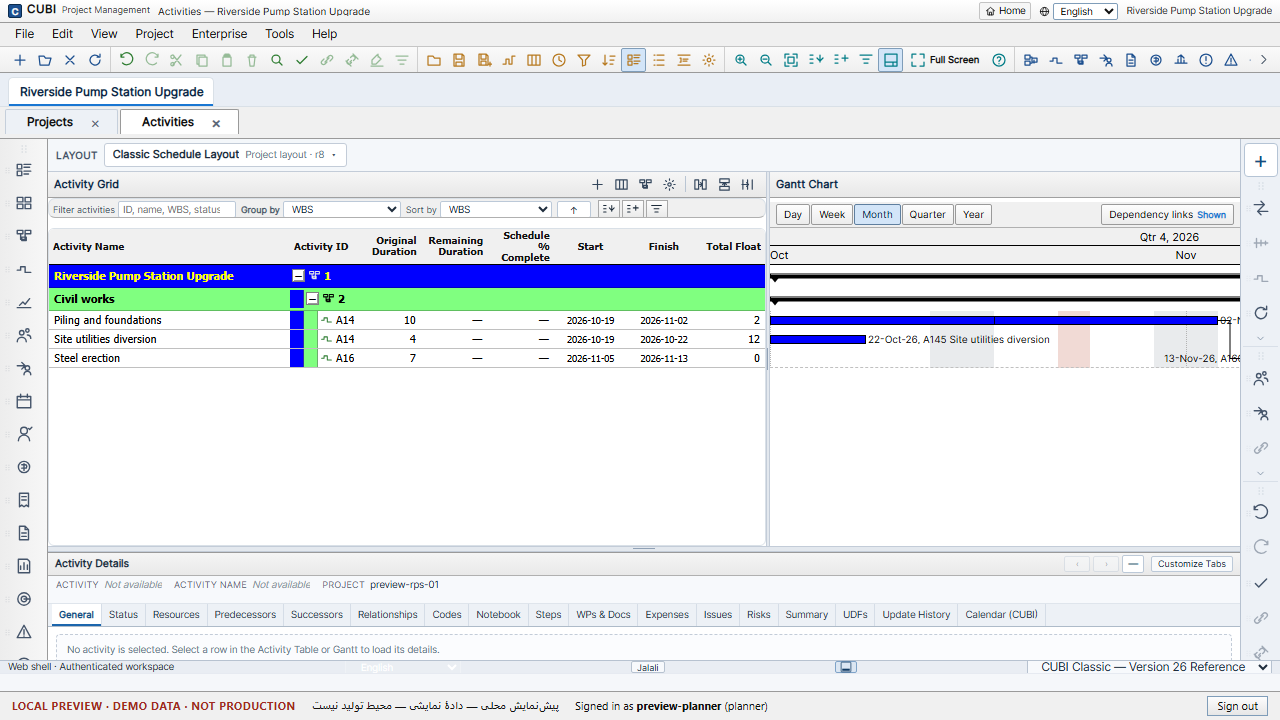 CUBI Project Management Activities — Riverside Pump Station Upgrade
Home English Riverside Pump Station Upgrade
File Edit View Project Enterprise Tools Help
Full Screen
Riverside Pump Station Upgrade
Projects Activities
LAYOUT Classic Schedule Layout Project layout · r8
Activity Grid
Gantt Chart
Filter activities ID, name, WBS, status Group by WBS Sort by WBS
Day Week Month Quarter Year Dependency links Shown
Activity Name Activity ID Original Duration Remaining Duration Schedule % Complete Start Finish Total Float
Qtr 4, 2026
Oct Nov
Riverside Pump Station Upgrade 1
Civil works 2
Piling and foundations A14 10 — — 2026-10-19 2026-11-02 2
Site utilities diversion A14 4 — — 2026-10-19 2026-10-22 12
22-Oct-26, A145 Site utilities diversion
Steel erection A16 7 — — 2026-11-05 2026-11-13 0
13-Nov-26,
Activity Details
Customize Tabs
ACTIVITY Not available ACTIVITY NAME Not available PROJECT preview-rps-01
General Status Resources Predecessors Successors Relationships Codes Notebook Steps WPs & Docs Expenses Issues Risks Summary UDFs Update History Calendar (CUBI)
No activity is selected. Select a row in the Activity Table or Gantt to load its details.
Web shell · Authenticated workspace English Jalali CUBI Classic — Version 26 Reference
LOCAL PREVIEW · DEMO DATA · NOT PRODUCTION پیش‌نمایش محلی — دادهٔ نمایشی — محیط تولید نیست Signed in as preview-planner (planner) Sign out